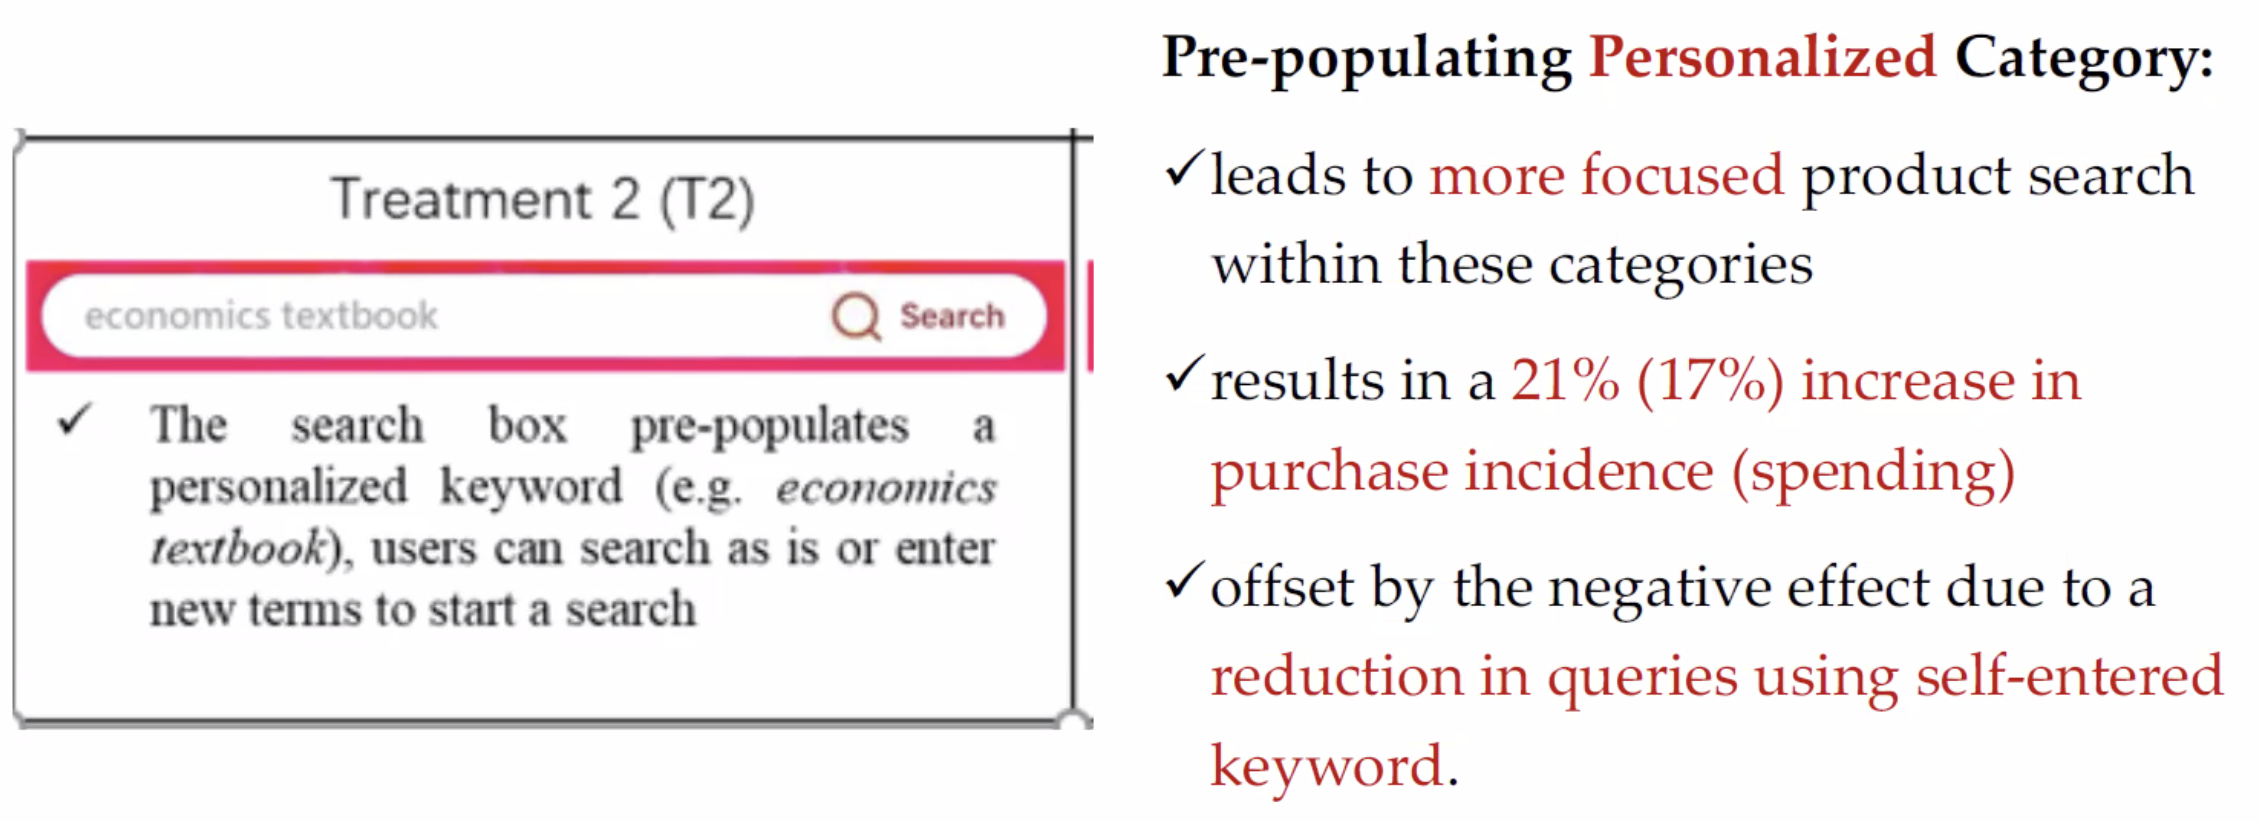 Treatment 2 (T2)
economics textbook
Search
✓ The search box pre-populates a
personalized keyword (e.g. economics
textbook), users can search as is or enter
new terms to start a search
Pre-populating Personalized Category:
✓leads to more focused product search
within these categories
✓results in a 21% (17%) increase in
purchase incidence (spending)
✓offset by the negative effect due to a
reduction in queries using self-entered
keyword.